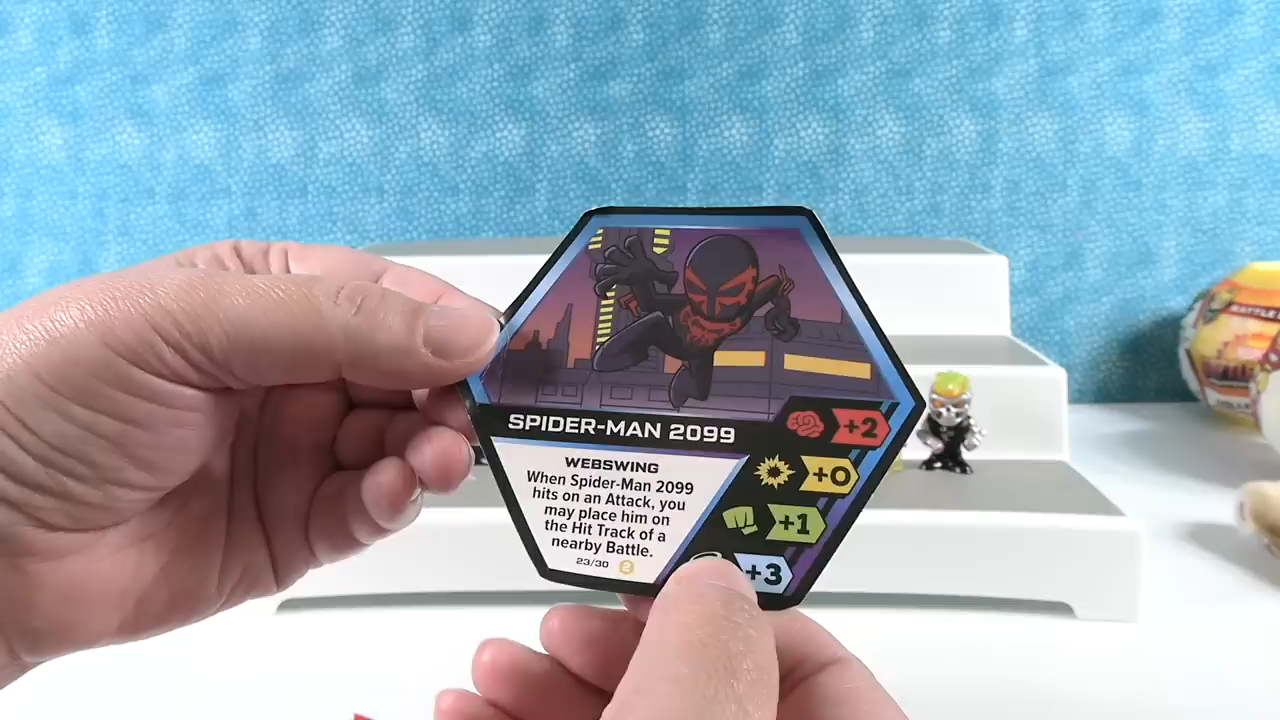 SPIDER-MAN 2099
+2
WEBSWING
When Spider-Man 2099
hits on an Attack, you
may place him on
the Hit Track of a
nearby Battle.
23/30 2
+0
+1
+3
BATTLE